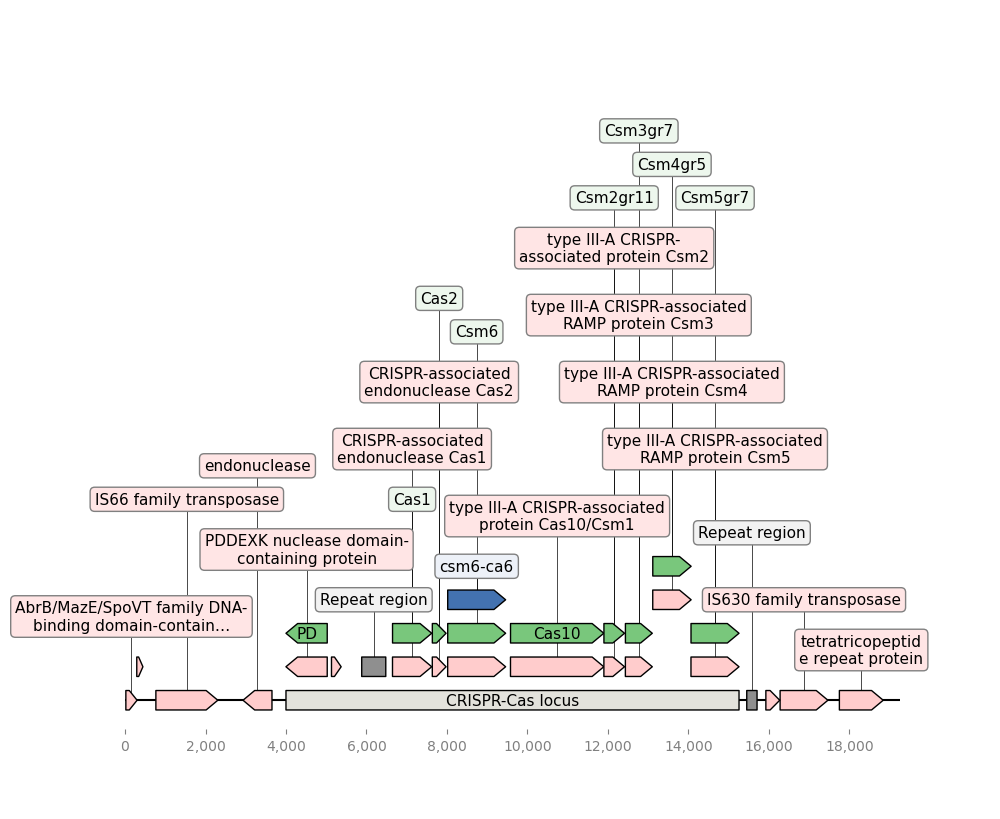 Csm3gr7
Csm4gr5
Csm2gr11
Csm5gr7
type III-A CRISPR-
associated protein Csm2
Cas2
type III-A CRISPR-associated
RAMP protein Csm3
Csm6
CRISPR-associated
endonuclease Cas2
type III-A CRISPR-associated
RAMP protein Csm4
CRISPR-associated
endonuclease Cas1
type III-A CRISPR-associated
RAMP protein Csm5
endonuclease
IS66 family transposase
Cas1
type III-A CRISPR-associated
protein Cas10/Csm1
Repeat region
PDDEXK nuclease domain-
containing protein
csm6-ca6
AbrB/MazE/SpoVT family DNA-
binding domain-contain...
Repeat region
IS630 family transposase
PD
Cas10
tetratricopeptid
e repeat protein
CRISPR-Cas locus
0
2,000
4,000
6,000
8,000
10,000
12,000
14,000
16,000
18,000